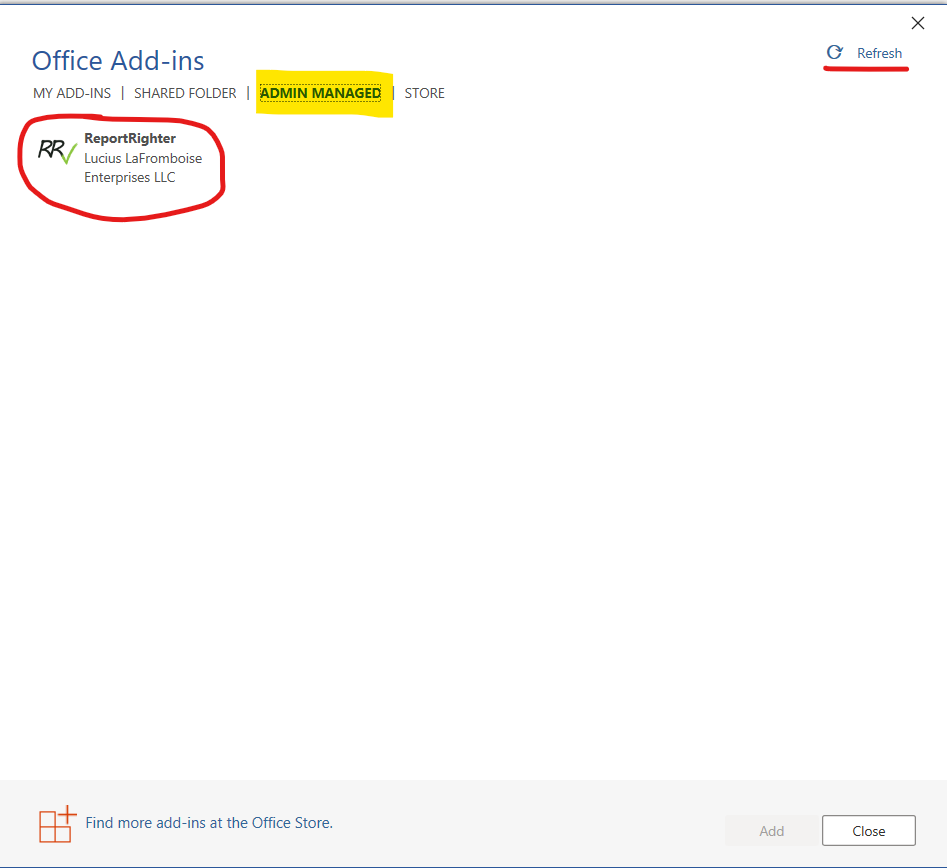 Office Add-ins
Refresh
MY ADD-INS | SHARED FOLDER | ADMIN MANAGED | STORE
RR
ReportRighter
Lucius LaFromboise
Enterprises LLC
Find more add-ins at the Office Store.
Add
Close